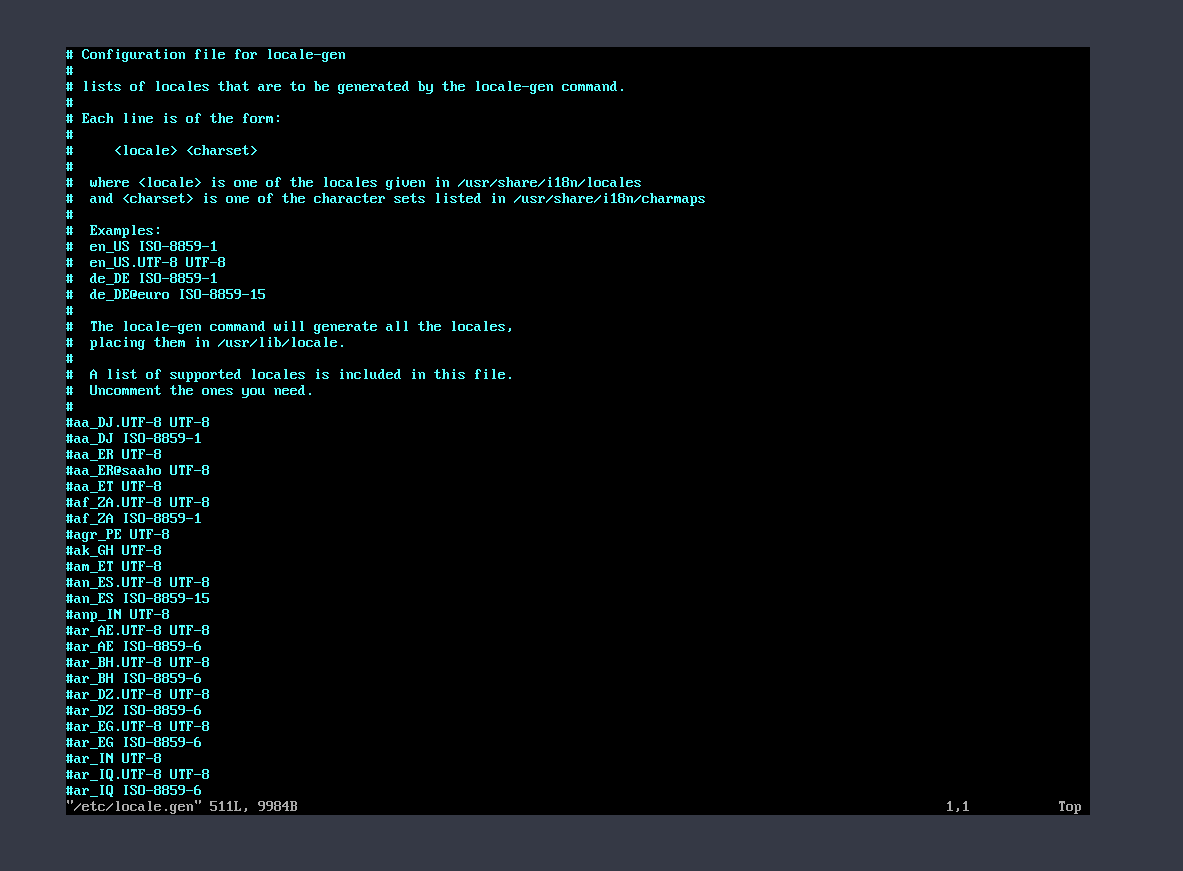 # Configuration file for locale-gen
#
# lists of locales that are to be generated by the locale-gen command.
#
# Each line is of the form:
#
#     <locale> <charset>
#
#  where <locale> is one of the locales given in /usr/share/i18n/locales
#  and <charset> is one of the character sets listed in /usr/share/i18n/charmaps
#
#  Examples:
#  en_US ISO-8859-1
#  en_US.UTF-8 UTF-8
#  de_DE ISO-8859-1
#  de_DE@euro ISO-8859-15
#
#  The locale-gen command will generate all the locales,
#  placing them in /usr/lib/locale.
#
#  A list of supported locales is included in this file.
#  Uncomment the ones you need.
#
#aa_DJ.UTF-8 UTF-8
#aa_DJ ISO-8859-1
#aa_ER UTF-8
#aa_ER@saaho UTF-8
#aa_ET UTF-8
#af_ZA.UTF-8 UTF-8
#af_ZA ISO-8859-1
#agr_PE UTF-8
#ak_GH UTF-8
#am_ET UTF-8
#an_ES.UTF-8 UTF-8
#an_ES ISO-8859-15
#anp_IN UTF-8
#ar_AE.UTF-8 UTF-8
#ar_AE ISO-8859-6
#ar_BH.UTF-8 UTF-8
#ar_BH ISO-8859-6
#ar_DZ.UTF-8 UTF-8
#ar_DZ ISO-8859-6
#ar_EG.UTF-8 UTF-8
#ar_EG ISO-8859-6
#ar_IN UTF-8
#ar_IQ.UTF-8 UTF-8
#ar_IQ ISO-8859-6
"/etc/locale.gen" 511L, 9984B 1,1 Top